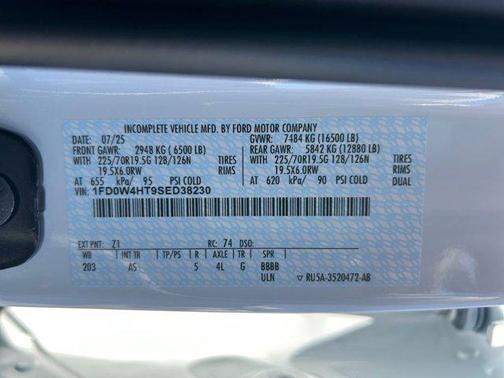 INCOMPLETE VEHICLE MFD. BY FORD MOTOR COMPANY
DATE: 07/25 GVWR: 7484 KG (16500 LB)
FRONT GAWR: 2948 KG ( 6500 LB) REAR GAWR: 5842 KG (12880 LB)
WITH 225/70R19.5G 128/126N TIRES WITH 225/70R19.5G 128/126N TIRES
19.5X6.0RW RIMS 19.5X6.0RW RIMS
AT 655 kPa/ 95 PSI COLD AT 620 kPa/ 90 PSI COLD
VIN: 1FD0W4HT9SED38230
EXT PNT: Z1 RC: 74 DSO:
WB INT TR TP/PS R AXLE TR SPR
203 AS 5 4L G BBBB
ULN ▽ RU5A-3520472-AB